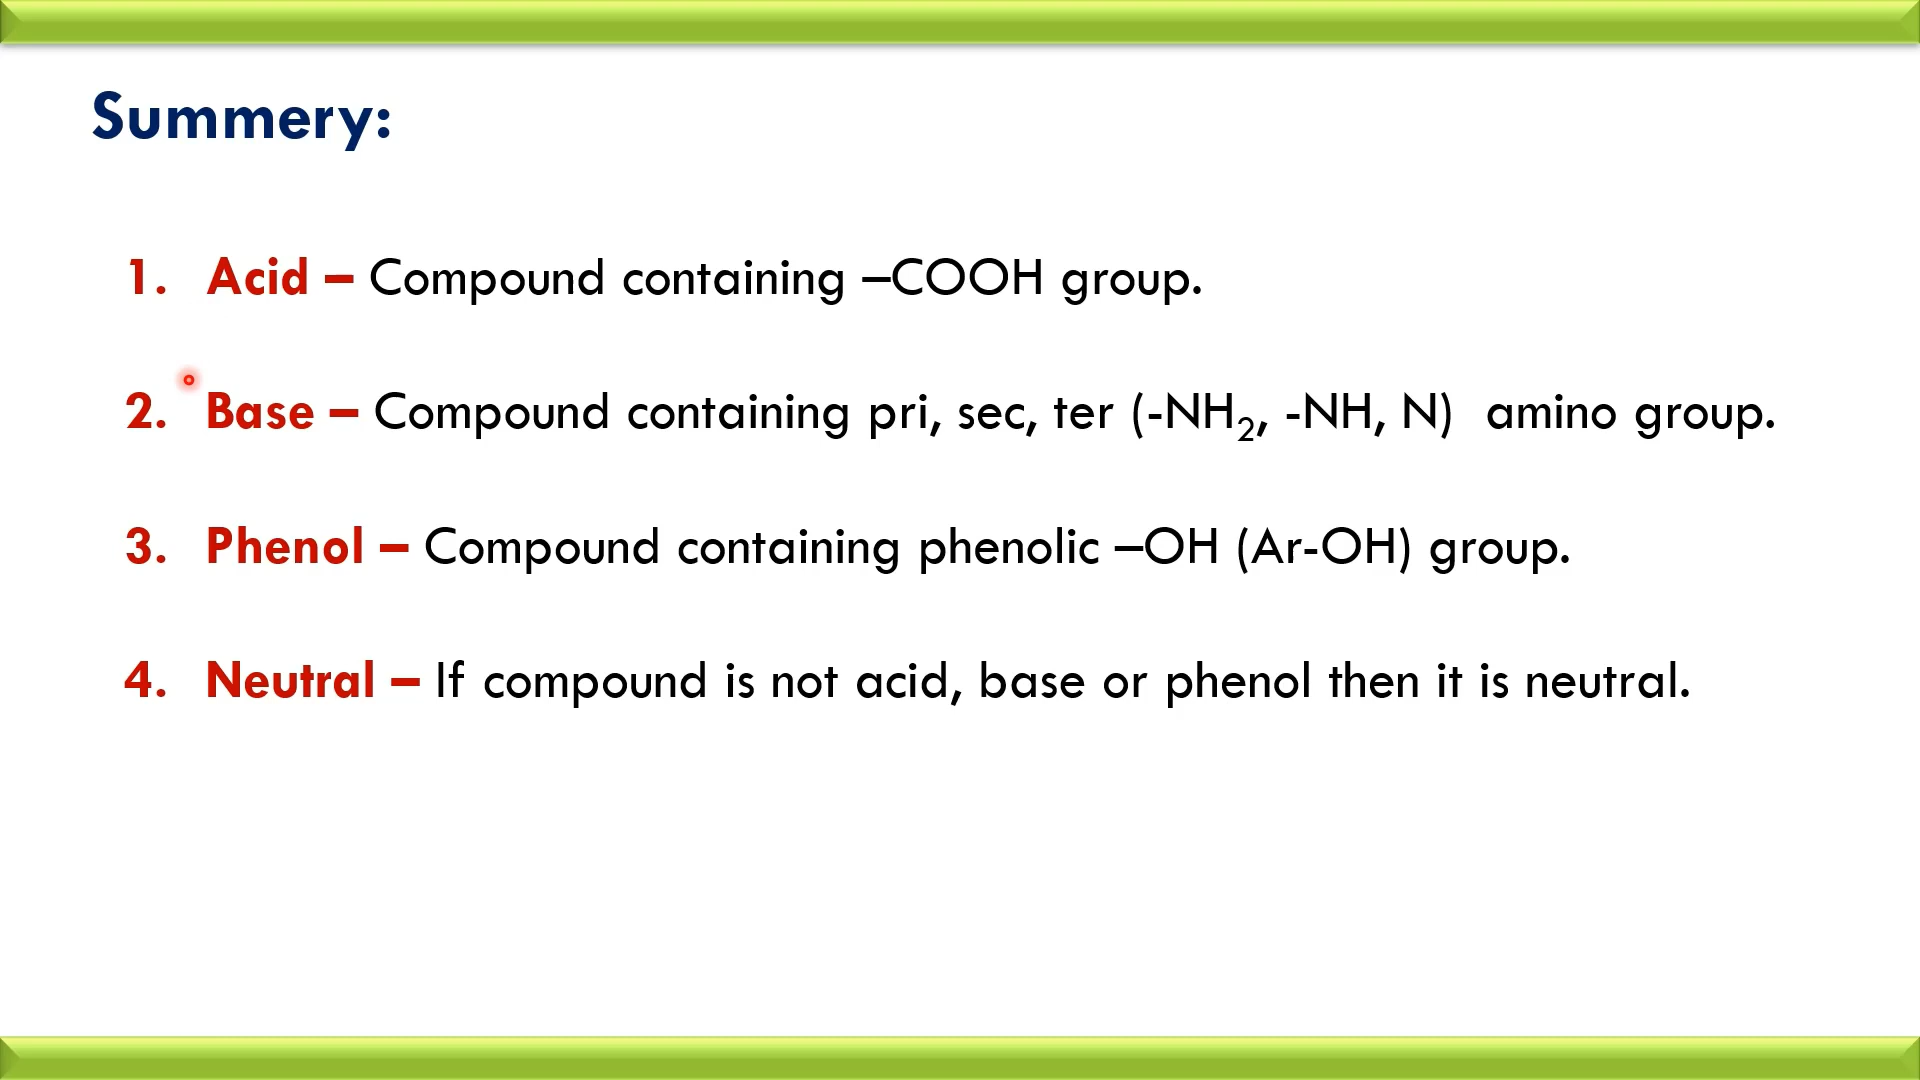 Summery:
1. Acid – Compound containing –COOH group.
2. Base – Compound containing pri, sec, ter (-NH₂, -NH, N) amino group.
3. Phenol – Compound containing phenolic –OH (Ar-OH) group.
4. Neutral – If compound is not acid, base or phenol then it is neutral.